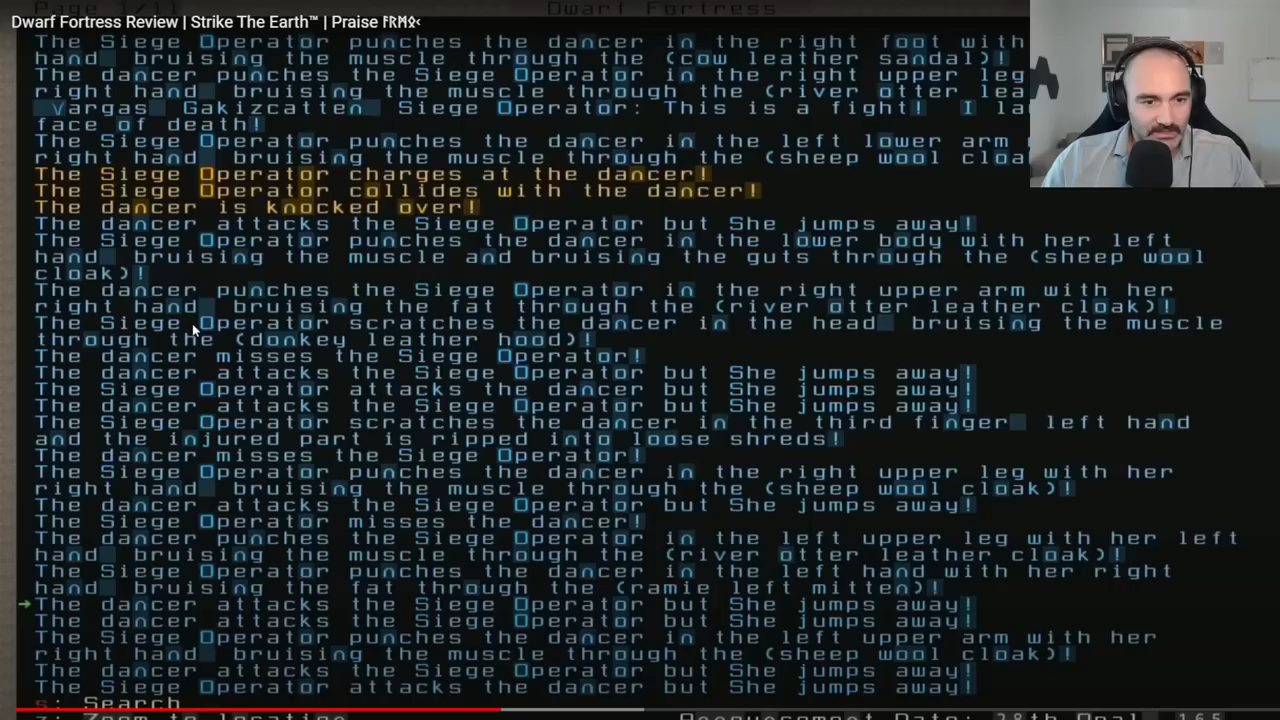 Page 1/11 Dwarf Fortress
Dwarf Fortress Review | Strike The Earth™ | Praise ᚨᚱᛗᛟᚲ
The Siege Operator punches the dancer in the right foot with
hand bruising the muscle through the (cow leather sandal)!
The dancer punches the Siege Operator in the right upper leg
right hand bruising the muscle through the (river otter lea
Vargas Gakizcatten Siege Operator: This is a fight! I la
face of death!
The Siege Operator punches the dancer in the left lower arm
right hand bruising the muscle through the (sheep wool cloa
The Siege Operator charges at the dancer!
The Siege Operator collides with the dancer!
The dancer is knocked over!
The dancer attacks the Siege Operator but She jumps away!
The Siege Operator punches the dancer in the lower body with her left
hand bruising the muscle and bruising the guts through the (sheep wool
cloak)!
The dancer punches the Siege Operator in the right upper arm with her
right hand bruising the fat through the (river otter leather cloak)!
The Siege Operator scratches the dancer in the head bruising the muscle
through the (donkey leather hood)!
The dancer misses the Siege Operator!
The dancer attacks the Siege Operator but She jumps away!
The Siege Operator attacks the dancer but She jumps away!
The dancer attacks the Siege Operator but She jumps away!
The Siege Operator scratches the dancer in the third finger left hand
and the injured part is ripped into loose shreds!
The dancer misses the Siege Operator!
The Siege Operator punches the dancer in the right upper leg with her
right hand bruising the muscle through the (sheep wool cloak)!
The dancer attacks the Siege Operator but She jumps away!
The Siege Operator misses the dancer!
The dancer punches the Siege Operator in the left upper leg with her left
hand bruising the muscle through the (river otter leather cloak)!
The Siege Operator punches the dancer in the left hand with her right
hand bruising the fat through the (ramie left mitten)!
The dancer attacks the Siege Operator but She jumps away!
The dancer attacks the Siege Operator but She jumps away!
The Siege Operator punches the dancer in the left upper arm with her
right hand bruising the muscle through the (sheep wool cloak)!
The dancer attacks the Siege Operator but She jumps away!
The Siege Operator attacks the dancer but She jumps away!
s: Search
z: Zoom to location Date: 28th Opal 165